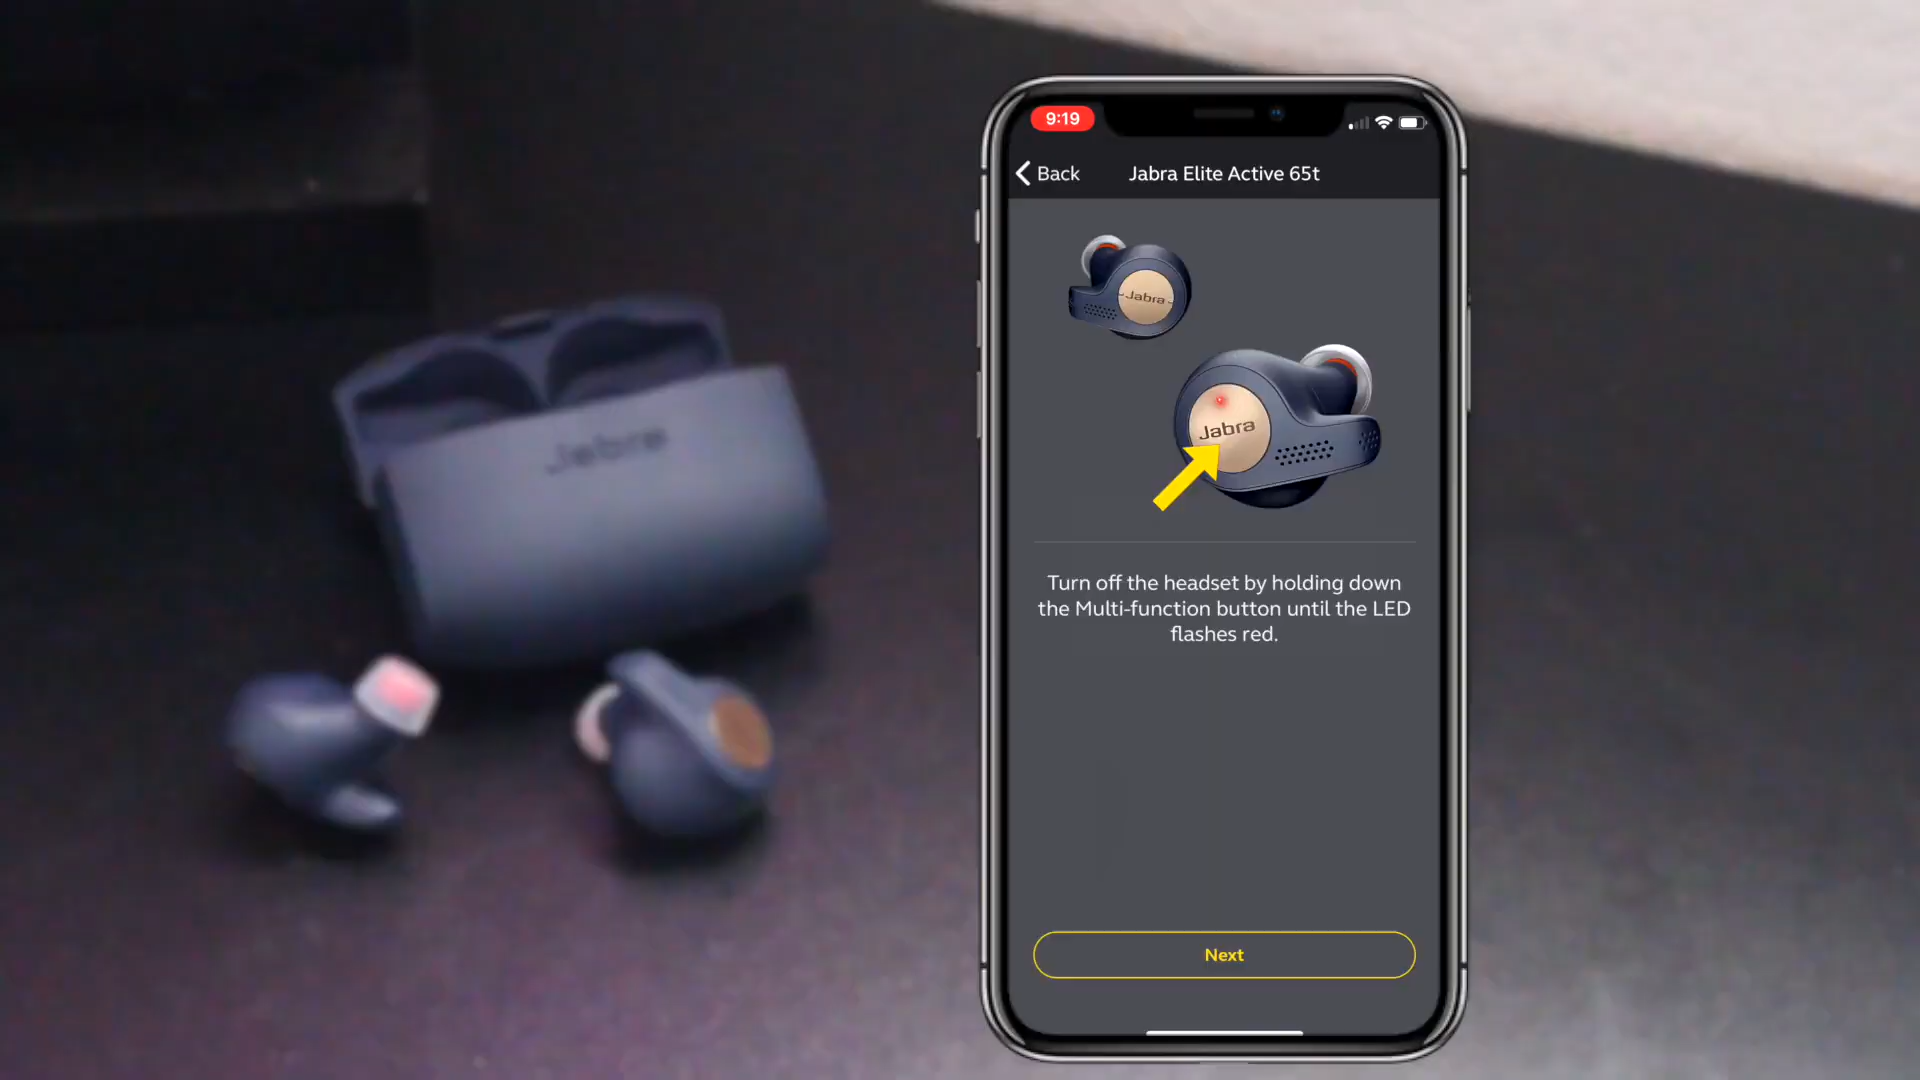 9:19
Back
Jabra Elite Active 65t
Jabra
Jabra
Jabra
Turn off the headset by holding down
the Multi-function button until the LED
flashes red.
Next